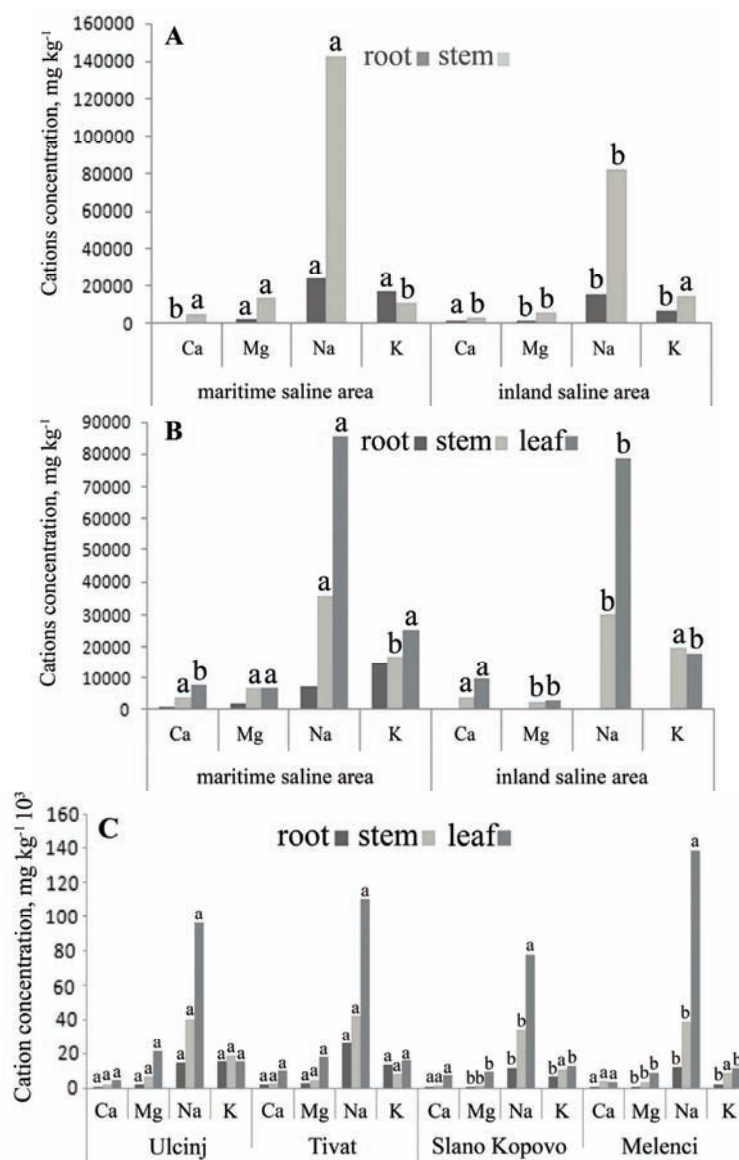 Cations concentration, mg kg⁻¹
A
root stem
160000
140000
120000
100000
80000
60000
40000
20000
0
b a a a a a a b a b b b b b b a
Ca Mg Na K Ca Mg Na K
maritime saline area inland saline area
Cations concentration, mg kg⁻¹
B
root stem leaf
90000
80000
70000
60000
50000
40000
30000
20000
10000
0
a b a a a a b a a a b b b b a b
Ca Mg Na K Ca Mg Na K
maritime saline area inland saline area
Cation concentration, mg kg⁻¹ 10³
C
root stem leaf
160
140
120
100
80
60
40
20
0
a a a a a a a a a a a a a a a a a a a a a a a a a a a b b b b b a b a b a a a b b b b b a b a b
Ca Mg Na K Ca Mg Na K Ca Mg Na K Ca Mg Na K
Ulcinj Tivat Slano Kopovo Melenci